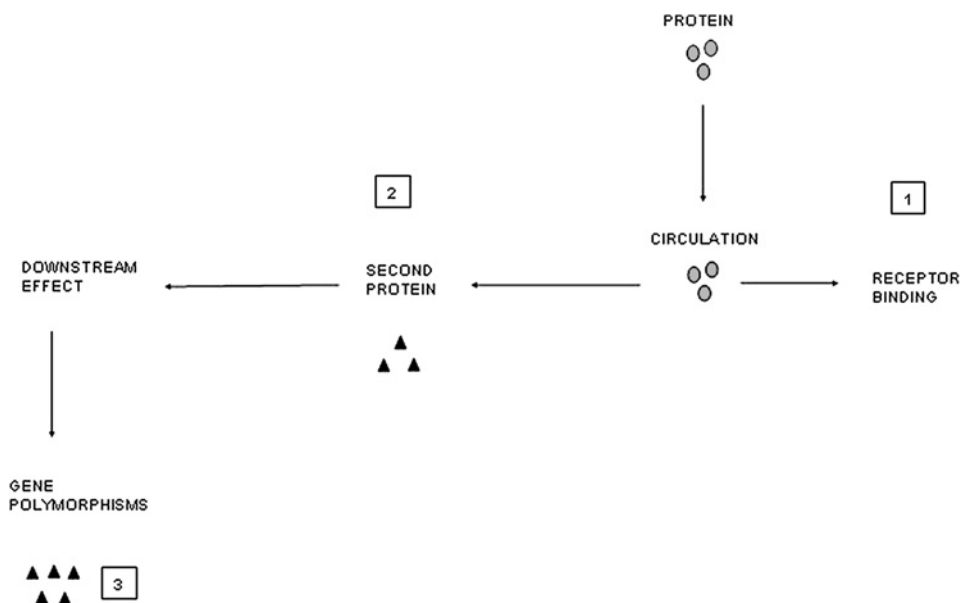 PROTEIN
1
2
CIRCULATION
DOWNSTREAM
EFFECT
SECOND
PROTEIN
RECEPTOR
BINDING
GENE
POLYMORPHISMS
3